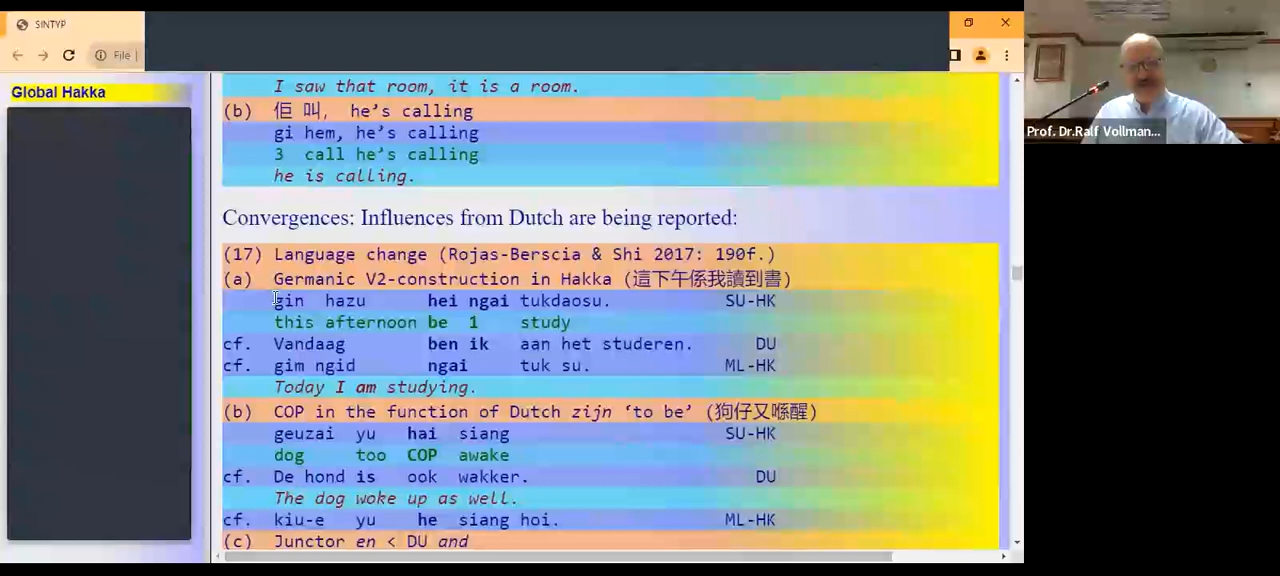 SINTYP
File
Global Hakka
I saw that room, it is a room.
(b) 佢 叫, he's calling
gi hem, he's calling
3 call he's calling
he is calling.
Convergences: Influences from Dutch are being reported:
(17) Language change (Rojas-Berscia & Shi 2017: 190f.)
(a) Germanic V2-construction in Hakka (這下午係我讀到書)
gin hazu hei ngai tukdaosu. SU-HK
this afternoon be 1 study
cf. Vandaag ben ik aan het studeren. DU
cf. gim ngid ngai tuk su. ML-HK
Today I am studying.
(b) COP in the function of Dutch zijn ‘to be’ (狗仔又喺醒)
geuzai yu hai siang SU-HK
dog too COP awake
cf. De hond is ook wakker. DU
The dog woke up as well.
cf. kiu-e yu he siang hoi. ML-HK
(c) Junctor en < DU and
Prof. Dr.Ralf Vollman...